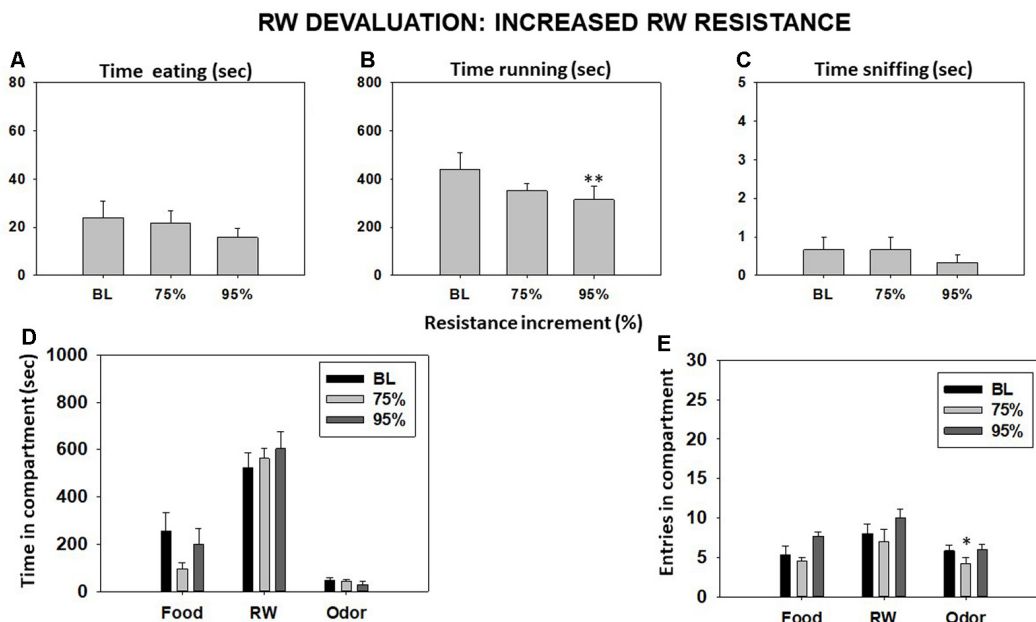 RW DEVALUATION: INCREASED RW RESISTANCE
A
Time eating (sec)
80
60
40
20
0
BL 75% 95%
B
Time running (sec)
800
600
400
200
0
**
BL 75% 95%
C
Time sniffing (sec)
5
4
3
2
1
0
BL 75% 95%
Resistance increment (%)
D
Time in compartment (sec)
1000
800
600
400
200
0
BL
75%
95%
Food RW Odor
E
Entries in compartment
30
25
20
15
10
5
0
BL
75%
95%
*
Food RW Odor